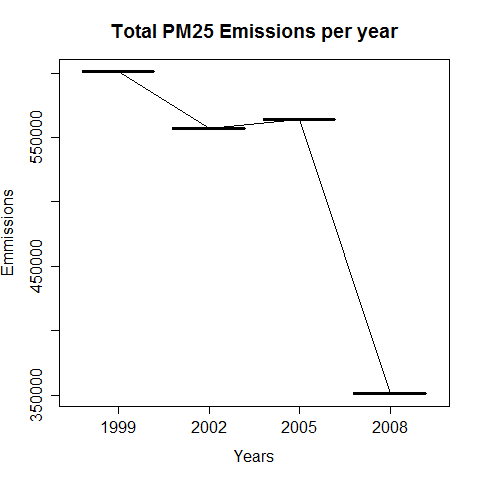 Total PM25 Emissions per year
550000
450000
350000
Emmissions
1999 2002 2005 2008
Years